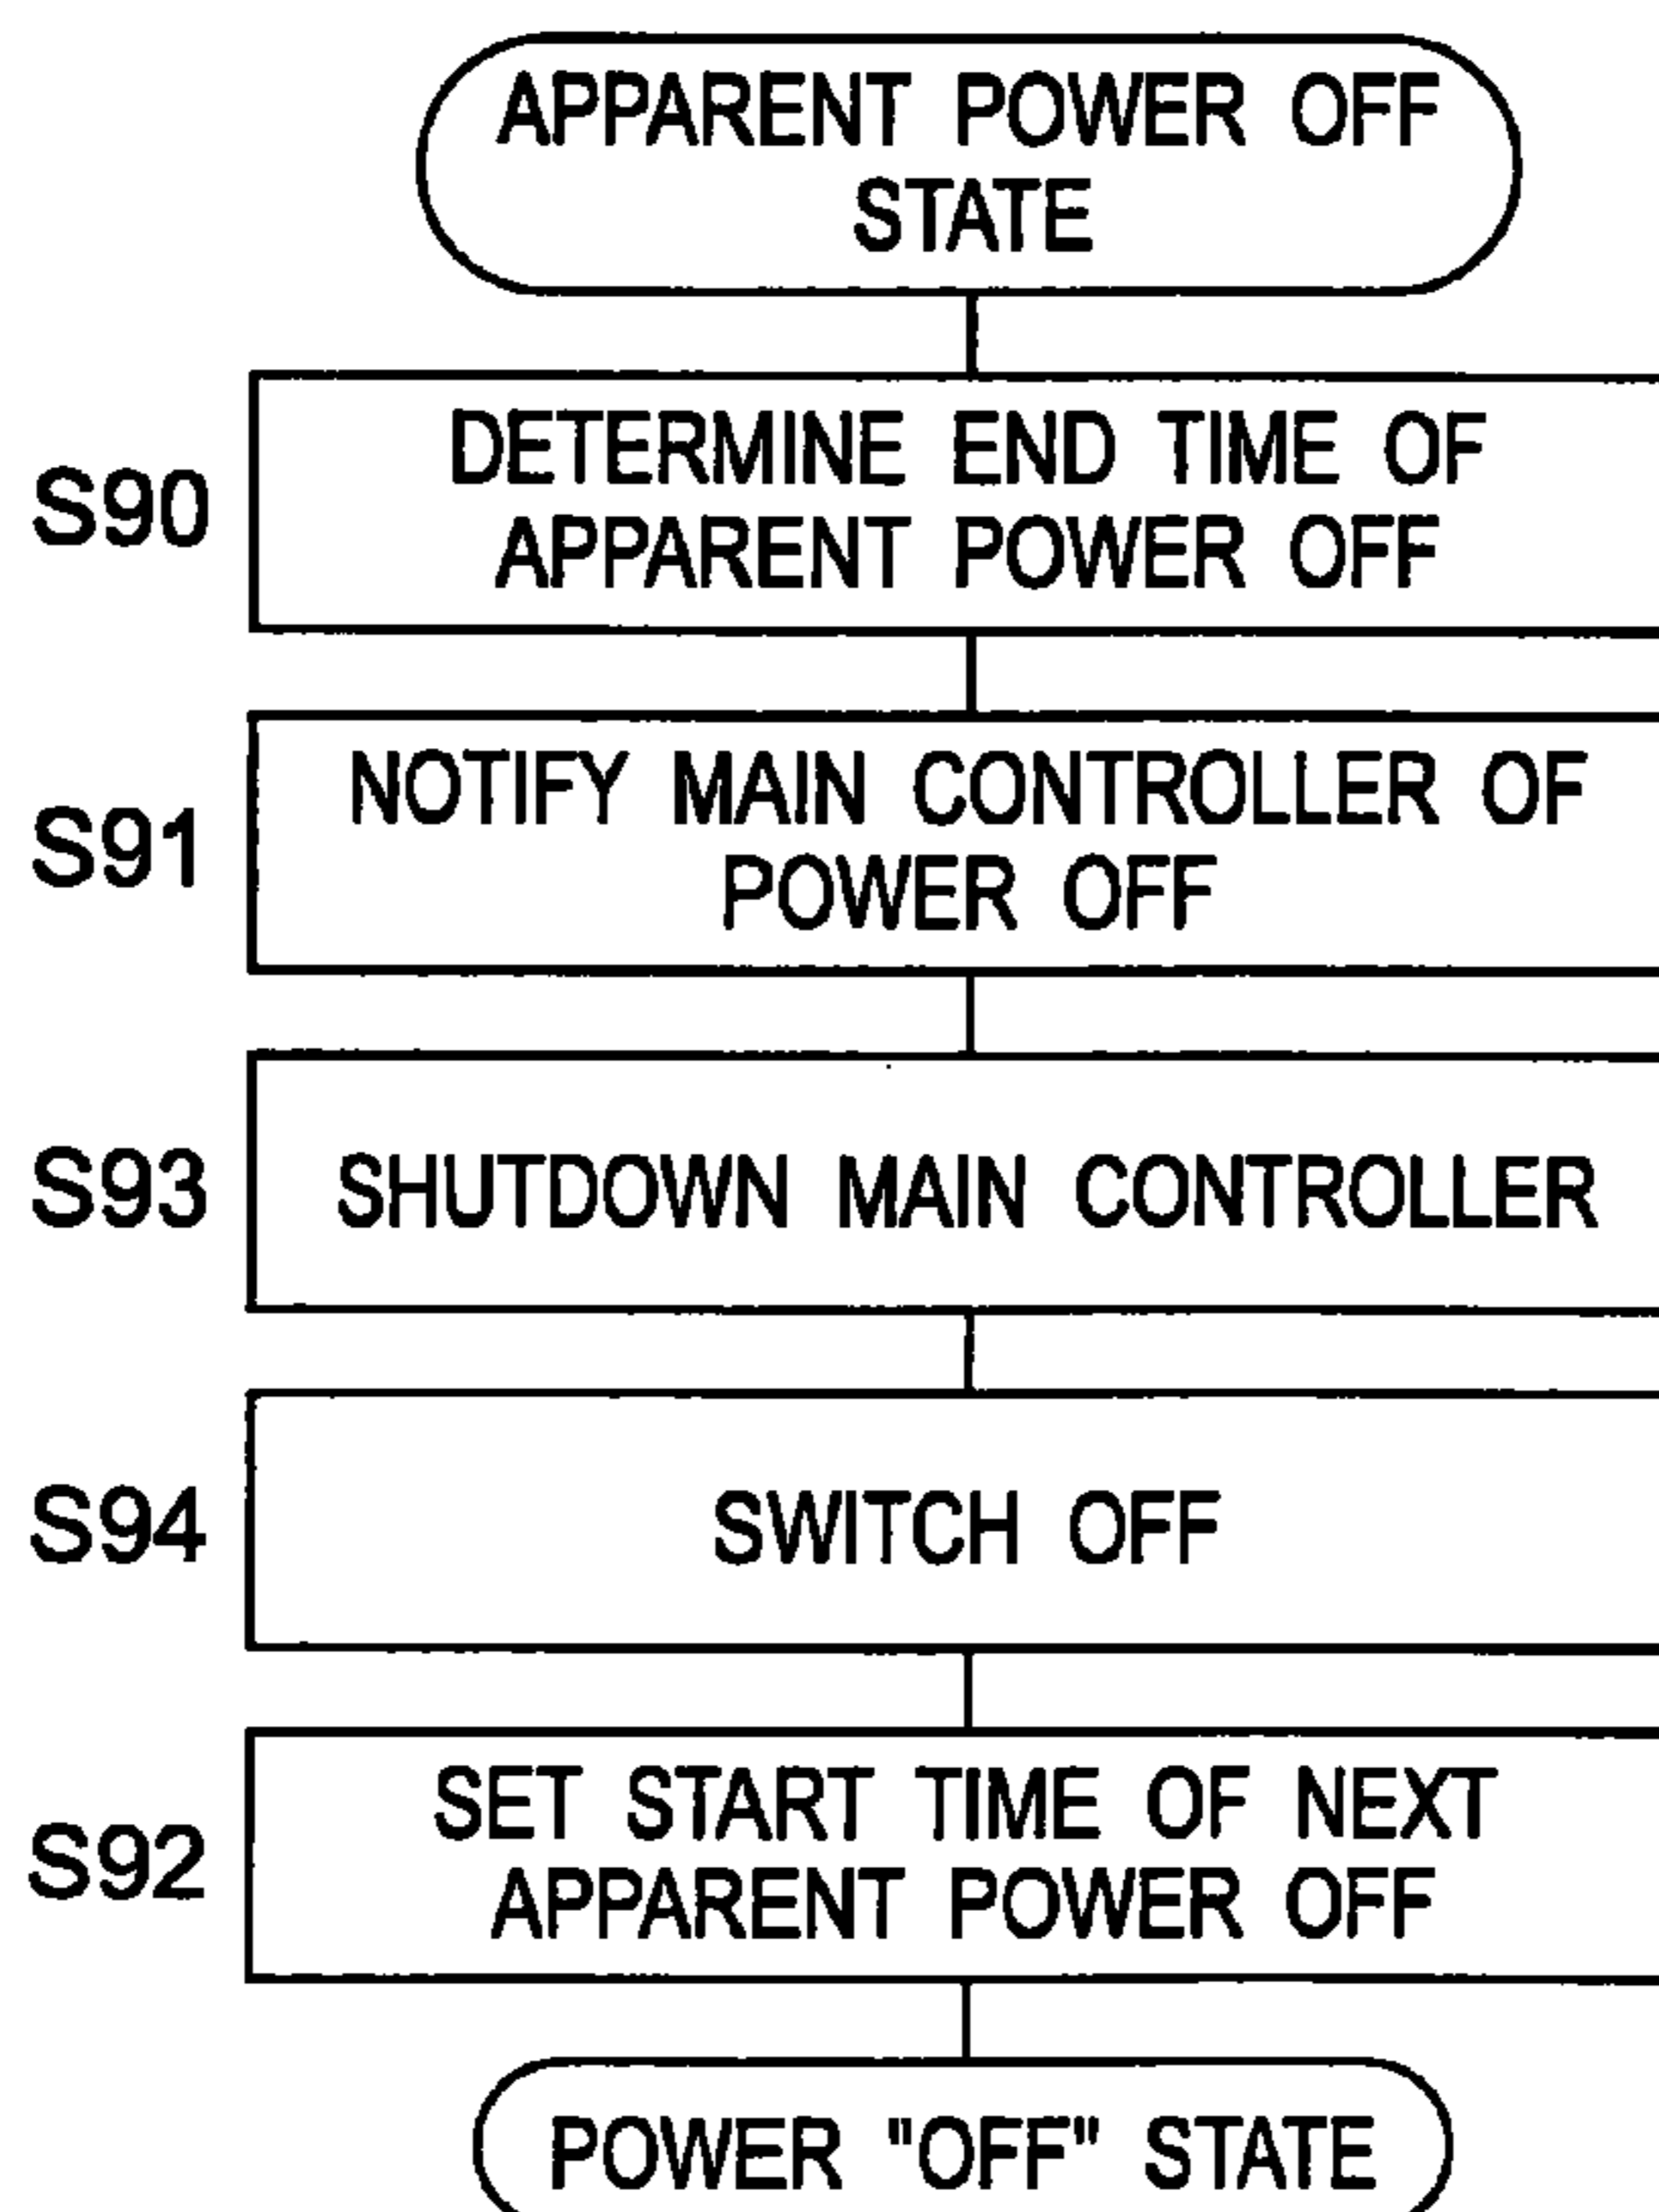 APPARENT POWER OFF
STATE
S90
DETERMINE END TIME OF
APPARENT POWER OFF
S91
NOTIFY MAIN CONTROLLER OF
POWER OFF
S93
SHUTDOWN MAIN CONTROLLER
S94
SWITCH OFF
S92
SET START TIME OF NEXT
APPARENT POWER OFF
POWER "OFF" STATE